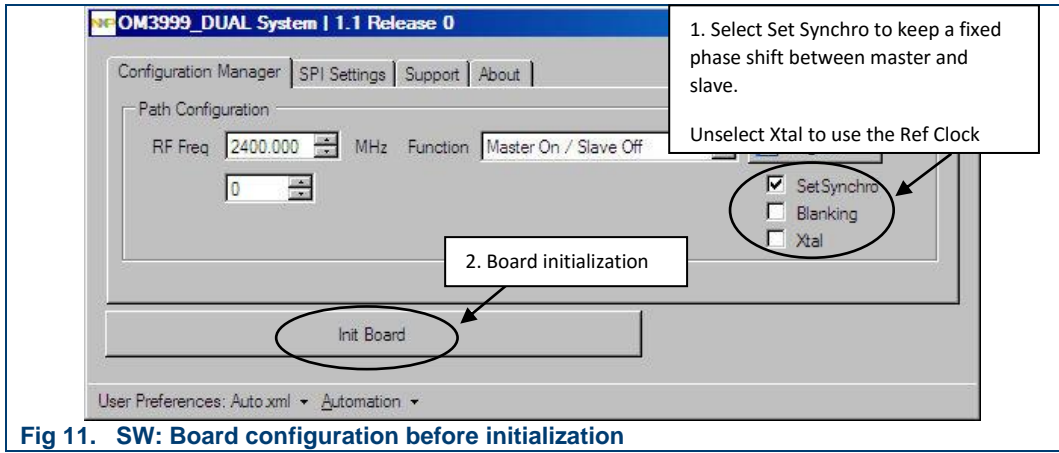 NXP OM3999_DUAL System | 1.1 Release 0
1. Select Set Synchro to keep a fixed
phase shift between master and
slave.
Unselect Xtal to use the Ref Clock
Configuration Manager SPI Settings Support About
Path Configuration
RF Freq 2400.000 MHz Function Master On / Slave Off
0
SetSynchro
Blanking
Xtal
2. Board initialization
Init Board
User Preferences: Auto.xml Automation
Fig 11. SW: Board configuration before initialization